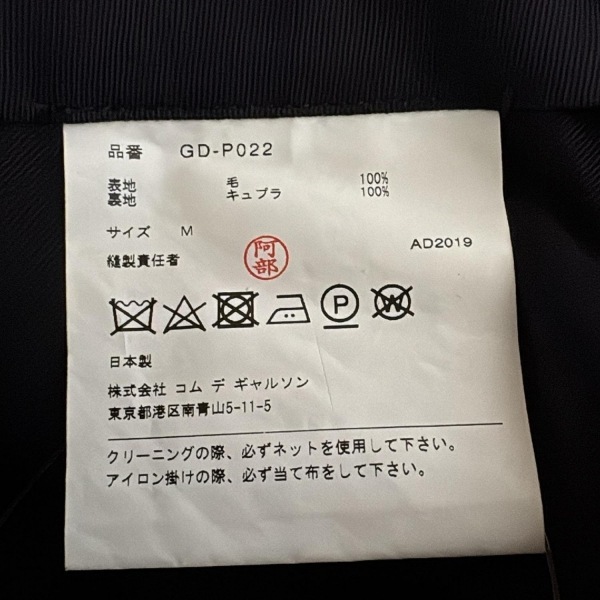 品番 GD-P022
表地 毛 100%
裏地 キュプラ 100%
サイズ M
縫製責任者 阿部 AD2019
P W
日本製
株式会社 コム デ ギャルソン
東京都港区南青山5-11-5
クリーニングの際、必ずネットを使用して下さい。
アイロン掛けの際、必ず当て布をして下さい。